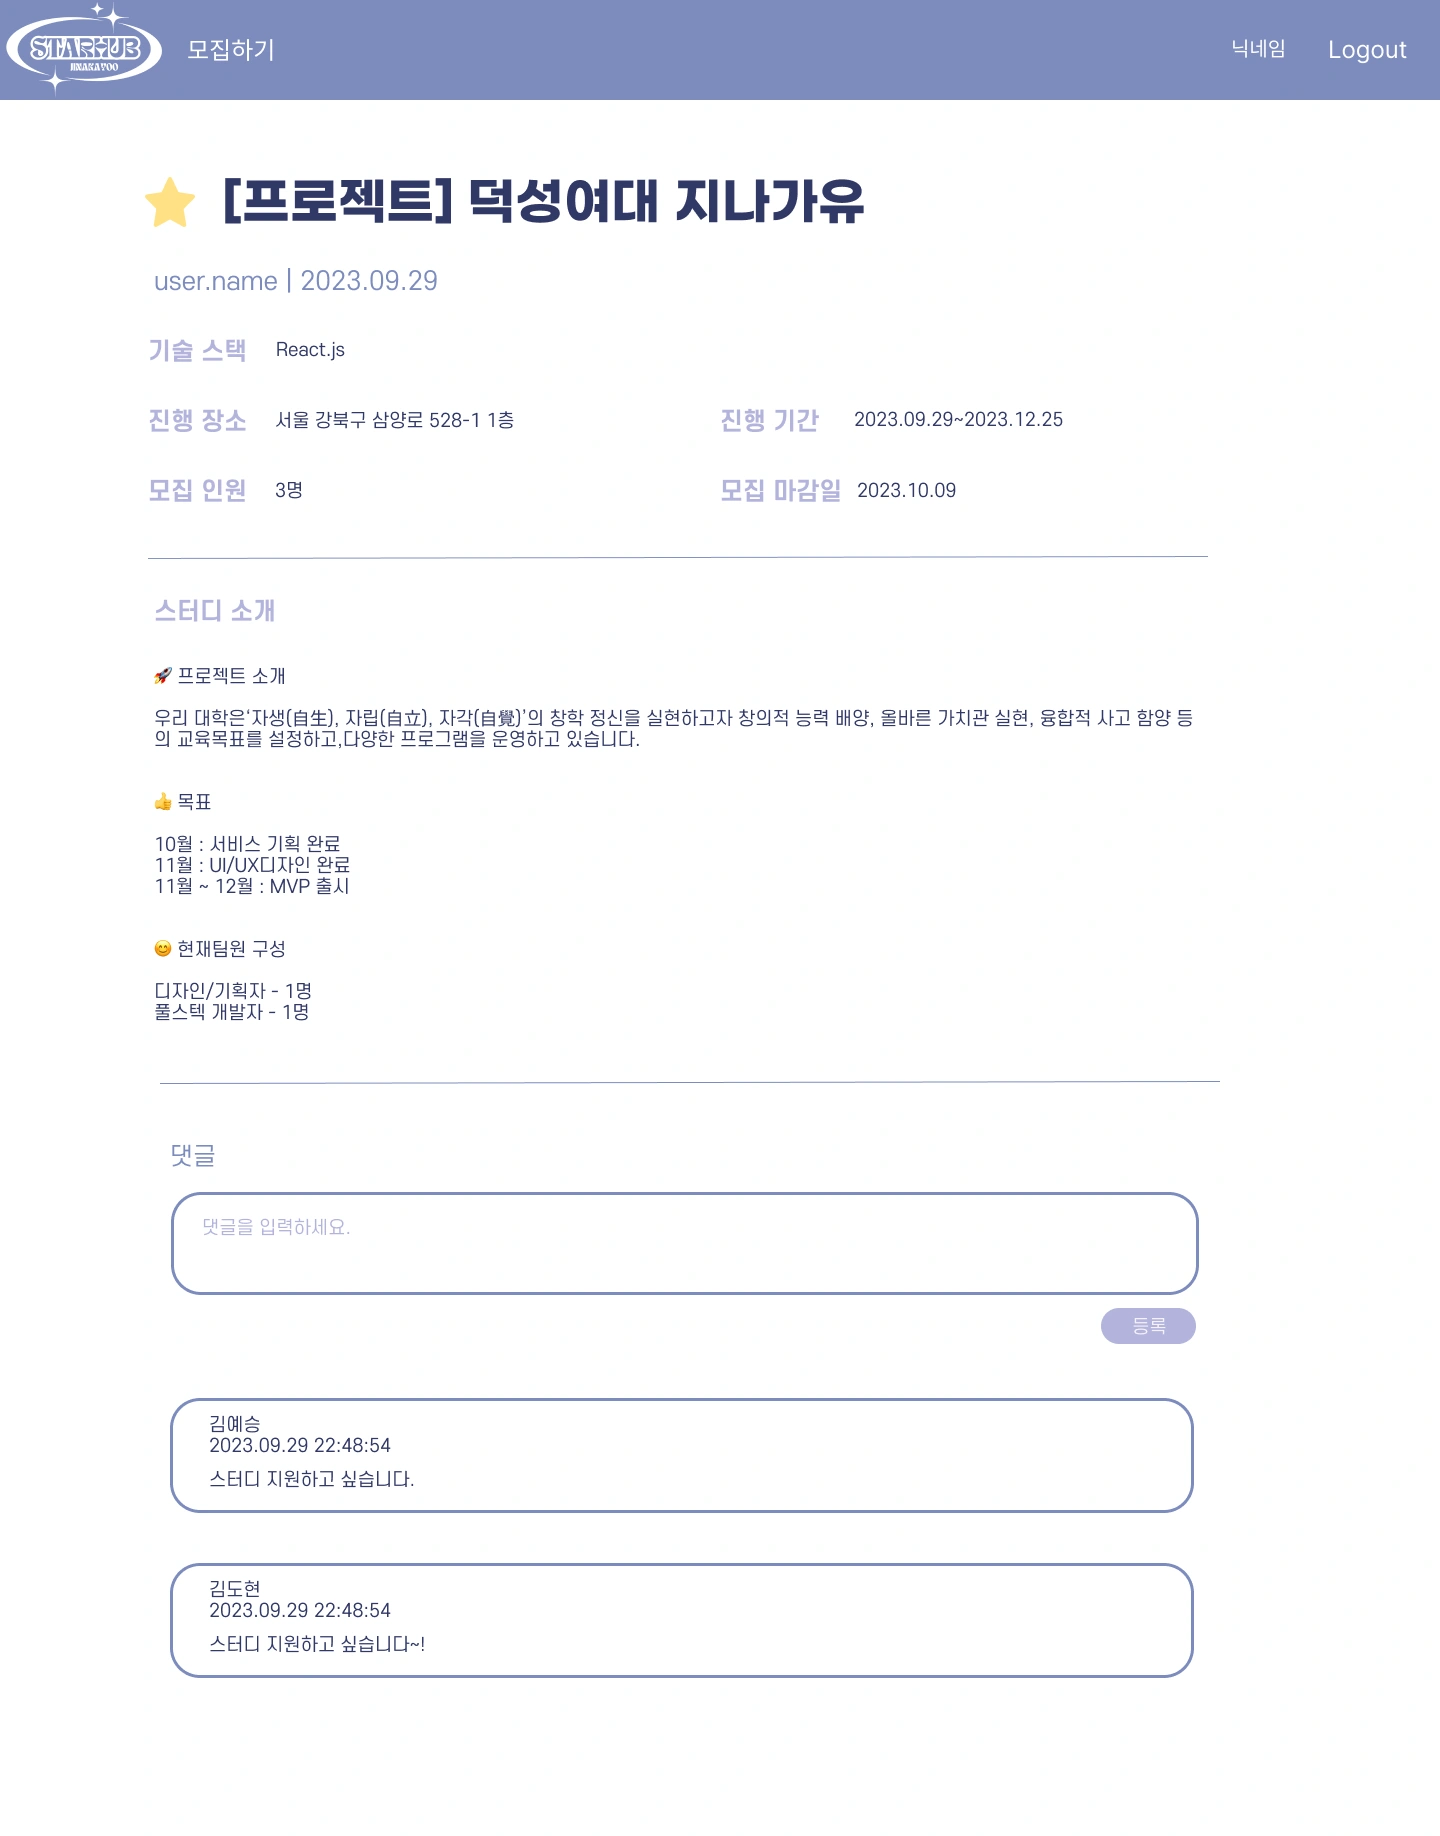 STARHUB
JINAKAYOO
모집하기
닉네임
Logout
[프로젝트] 덕성여대 지나가유
user.name | 2023.09.29
기술 스택
React.js
진행 장소
서울 강북구 삼양로 528-1 1층
진행 기간
2023.09.29~2023.12.25
모집 인원
3명
모집 마감일
2023.10.09
스터디 소개
🚀 프로젝트 소개
우리 대학은‘자생(自生), 자립(自立), 자각(自覺)’의 창학 정신을 실현하고자 창의적 능력 배양, 올바른 가치관 실현, 융합적 사고 함양 등
의 교육목표를 설정하고,다양한 프로그램을 운영하고 있습니다.
👍 목표
10월 : 서비스 기획 완료
11월 : UI/UX디자인 완료
11월 ~ 12월 : MVP 출시
😊 현재팀원 구성
디자인/기획자 - 1명
풀스텍 개발자 - 1명
댓글
댓글을 입력하세요.
등록
김예승
2023.09.29 22:48:54
스터디 지원하고 싶습니다.
김도현
2023.09.29 22:48:54
스터디 지원하고 싶습니다~!